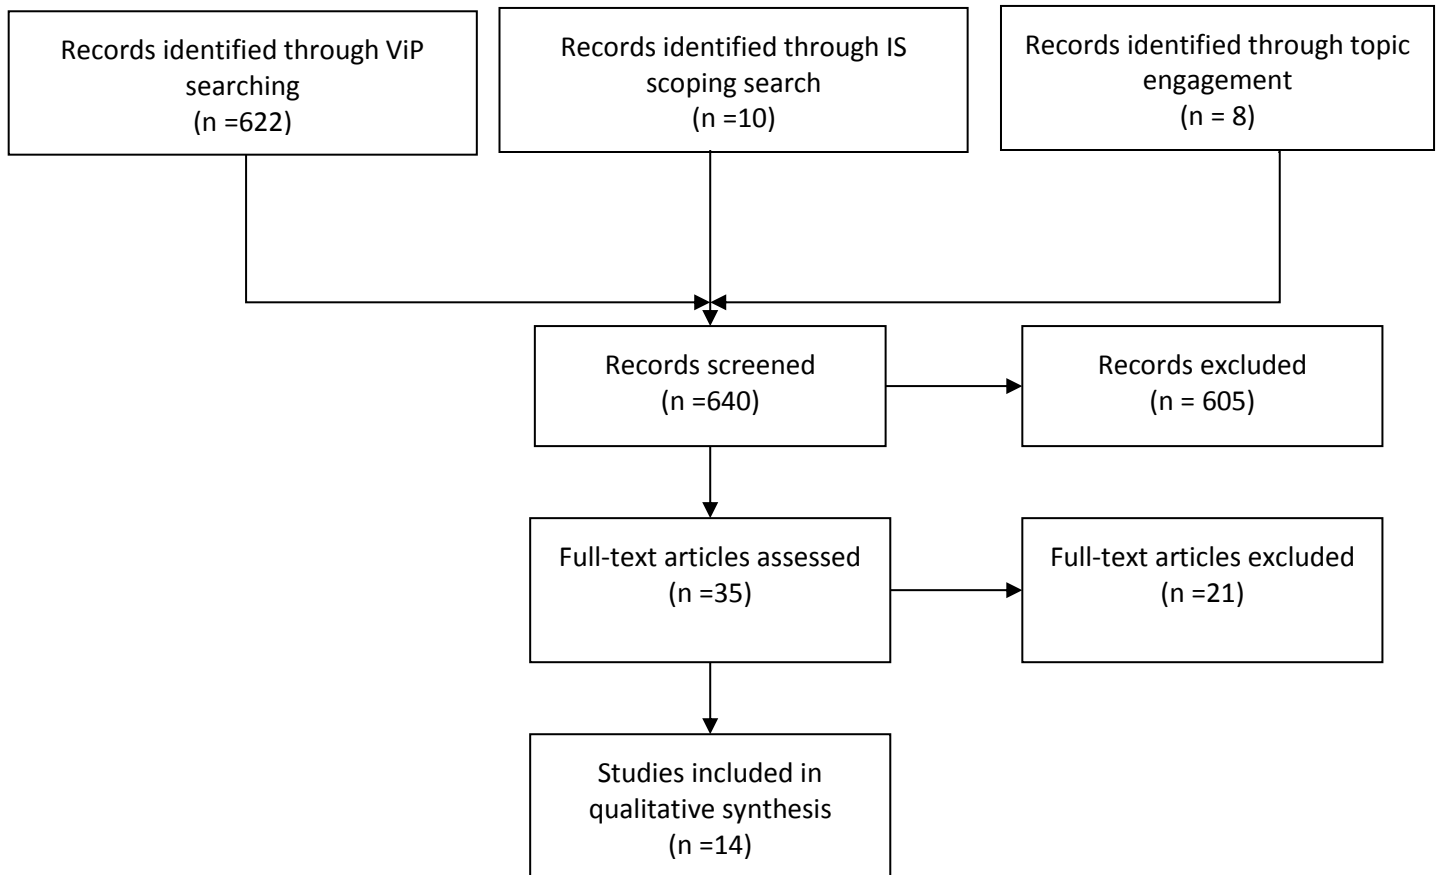 Records identified through ViP
searching
(n =622)
Records identified through IS
scoping search
(n =10)
Records identified through topic
engagement
(n = 8)
Records screened
(n =640)
Records excluded
(n = 605)
Full-text articles assessed
(n =35)
Full-text articles excluded
(n =21)
Studies included in
qualitative synthesis
(n =14)